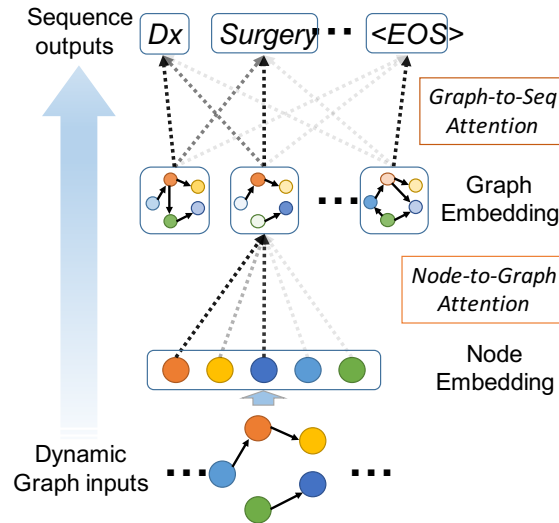 Sequence
outputs
Dx
Surgery
...
<EOS>
Graph-to-Seq
Attention
...
Graph
Embedding
Node-to-Graph
Attention
Node
Embedding
Dynamic
Graph inputs
...
...